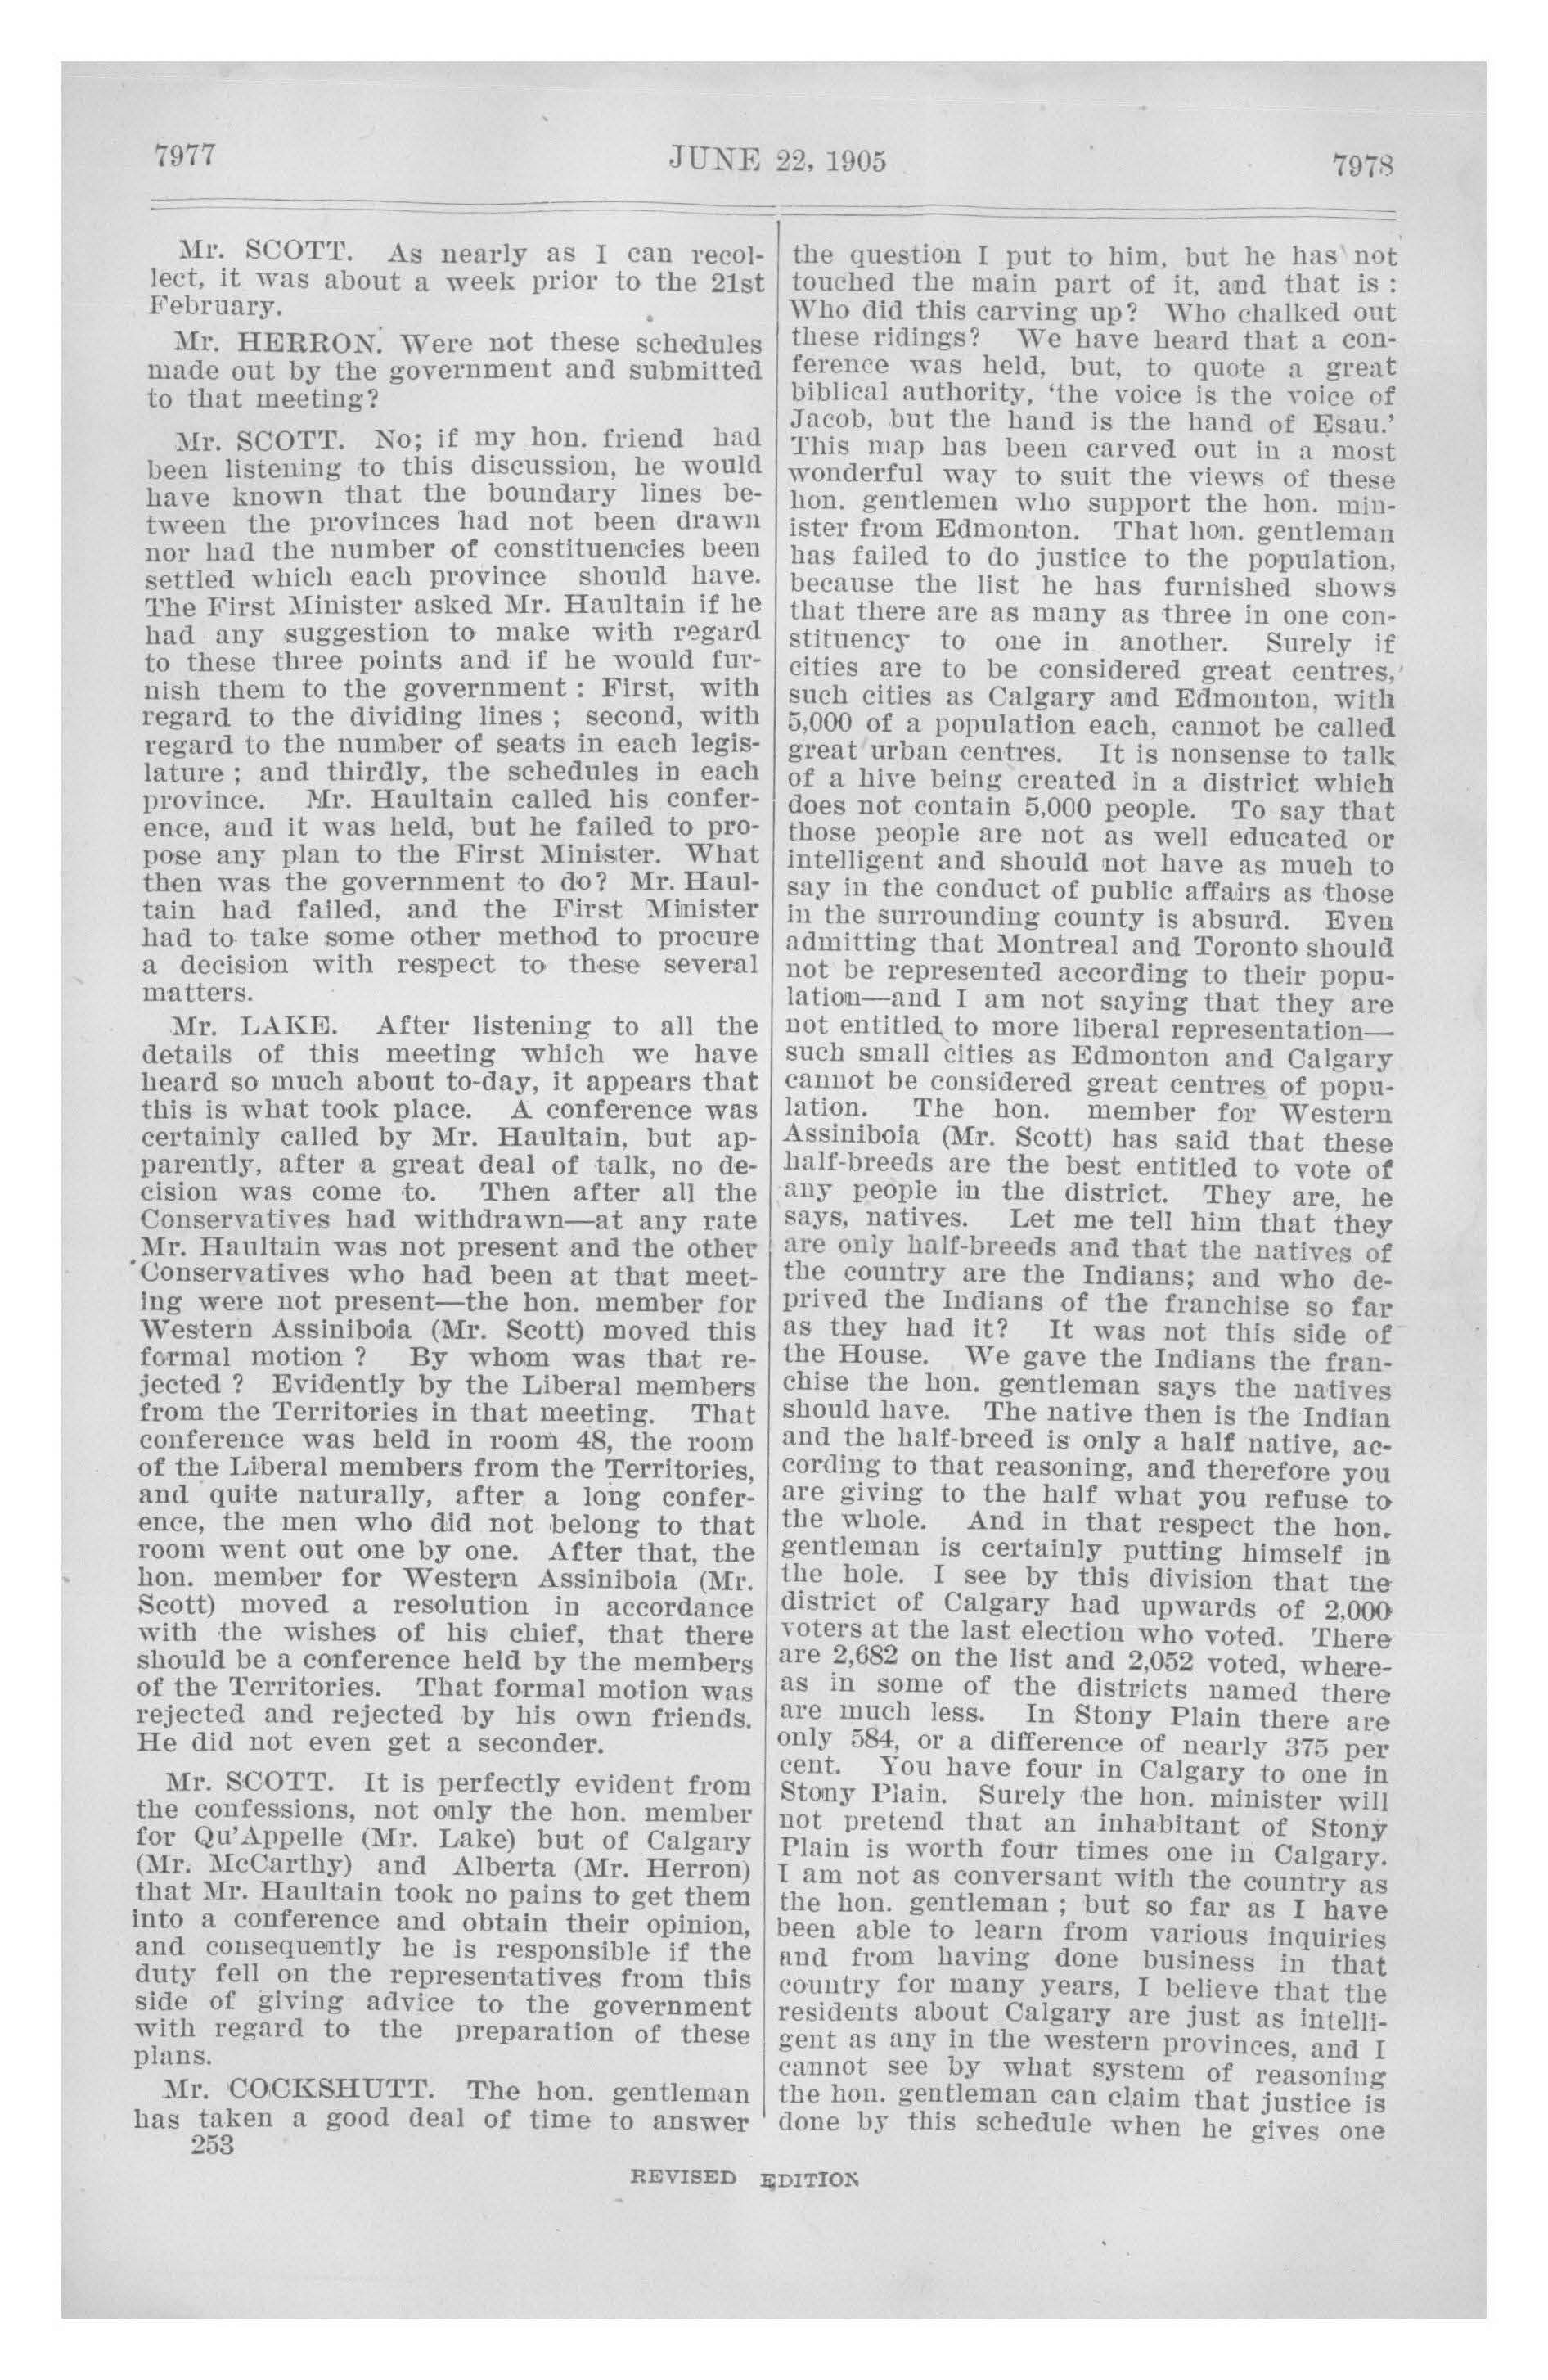 7977
JUNE 22, 1905
7978
Mr. SCOTT. As nearly as I can recol-
lect, it was about a week prior to the 21st
February.
Mr. HERRON. Were not these schedules
made out by the government and submitted
to that meeting?
Mr. SCOTT. No; if my hon. friend had
been listening to this discussion, he would
have known that the boundary lines be-
tween the provinces had not been drawn
nor had the number of constituencies been
settled which each province should have.
The First Minister asked Mr. Haultain if he
had any suggestion to make with regard
to these three points and if he would fur-
nish them to the government : First, with
regard to the dividing lines ; second, with
regard to the number of seats in each legis-
lature ; and thirdly, the schedules in each
province. Mr. Haultain called his confer-
ence, and it was held, but he failed to pro-
pose any plan to the First Minister. What
then was the government to do? Mr. Haul-
tain had failed, and the First Minister
had to take some other method to procure
a decision with respect to these several
matters.
Mr. LAKE. After listening to all the
details of this meeting which we have
heard so much about to-day, it appears that
this is what took place. A conference was
certainly called by Mr. Haultain, but ap-
parently, after a great deal of talk, no de-
cision was come to. Then after all the
Conservatives had withdrawn—at any rate
Mr. Haultain was not present and the other
Conservatives who had been at that meet-
ing were not present—the hon. member for
Western Assiniboia (Mr. Scott) moved this
formal motion ? By whom was that re-
jected ? Evidently by the Liberal members
from the Territories in that meeting. That
conference was held in room 48, the room
of the Liberal members from the Territories,
and quite naturally, after a long confer-
ence, the men who did not belong to that
room went out one by one. After that, the
hon. member for Western Assiniboia (Mr.
Scott) moved a resolution in accordance
with the wishes of his chief, that there
should be a conference held by the members
of the Territories. That formal motion was
rejected and rejected by his own friends.
He did not even get a seconder.
Mr. SCOTT. It is perfectly evident from
the confessions, not only the hon. member
for Qu'Appelle (Mr. Lake) but of Calgary
(Mr. McCarthy) and Alberta (Mr. Herron)
that Mr. Haultain took no pains to get them
into a conference and obtain their opinion,
and consequently he is responsible if the
duty fell on the representatives from this
side of giving advice to the government
with regard to the preparation of these
plans.
Mr. COCKSHUTT. The hon. gentleman
has taken a good deal of time to answer
253
the question I put to him, but he has not
touched the main part of it, and that is :
Who did this carving up? Who chalked out
these ridings? We have heard that a con-
ference was held, but, to quote a great
biblical authority, 'the voice is the voice of
Jacob, but the hand is the hand of Esau.'
This map has been carved out in a most
wonderful way to suit the views of these
hon. gentlemen who support the hon. min-
ister from Edmonton. That hon. gentleman
has failed to do justice to the population,
because the list he has furnished shows
that there are as many as three in one con-
stituency to one in another. Surely if
cities are to be considered great centres,
such cities as Calgary and Edmonton, with
5,000 of a population each, cannot be called
great urban centres. It is nonsense to talk
of a hive being created in a district which
does not contain 5,000 people. To say that
those people are not as well educated or
intelligent and should not have as much to
say in the conduct of public affairs as those
in the surrounding county is absurd. Even
admitting that Montreal and Toronto should
not be represented according to their popu-
lation—and I am not saying that they are
not entitled to more liberal representation—
such small cities as Edmonton and Calgary
cannot be considered great centres of popu-
lation. The hon. member for Western
Assiniboia (Mr. Scott) has said that these
half-breeds are the best entitled to vote of
any people in the district. They are, he
says, natives. Let me tell him that they
are only half-breeds and that the natives of
the country are the Indians; and who de-
prived the Indians of the franchise so far
as they had it? It was not this side of
the House. We gave the Indians the fran-
chise the hon. gentleman says the natives
should have. The native then is the Indian
and the half-breed is only a half native, ac-
cording to that reasoning, and therefore you
are giving to the half what you refuse to
the whole. And in that respect the hon.
gentleman is certainly putting himself in
the hole. I see by this division that the
district of Calgary had upwards of 2,000
voters at the last election who voted. There
are 2,682 on the list and 2,052 voted, where-
as in some of the districts named there
are much less. In Stony Plain there are
only 584, or a difference of nearly 375 per
cent. You have four in Calgary to one in
Stony Plain. Surely the hon. minister will
not pretend that an inhabitant of Stony
Plain is worth four times one in Calgary.
I am not as conversant with the country as
the hon. gentleman ; but so far as I have
been able to learn from various inquiries
and from having done business in that
country for many years, I believe that the
residents about Calgary are just as intelli-
gent as any in the western provinces, and I
cannot see by what system of reasoning
the hon. gentleman can claim that justice is
done by this schedule when he gives one
REVISED EDITION